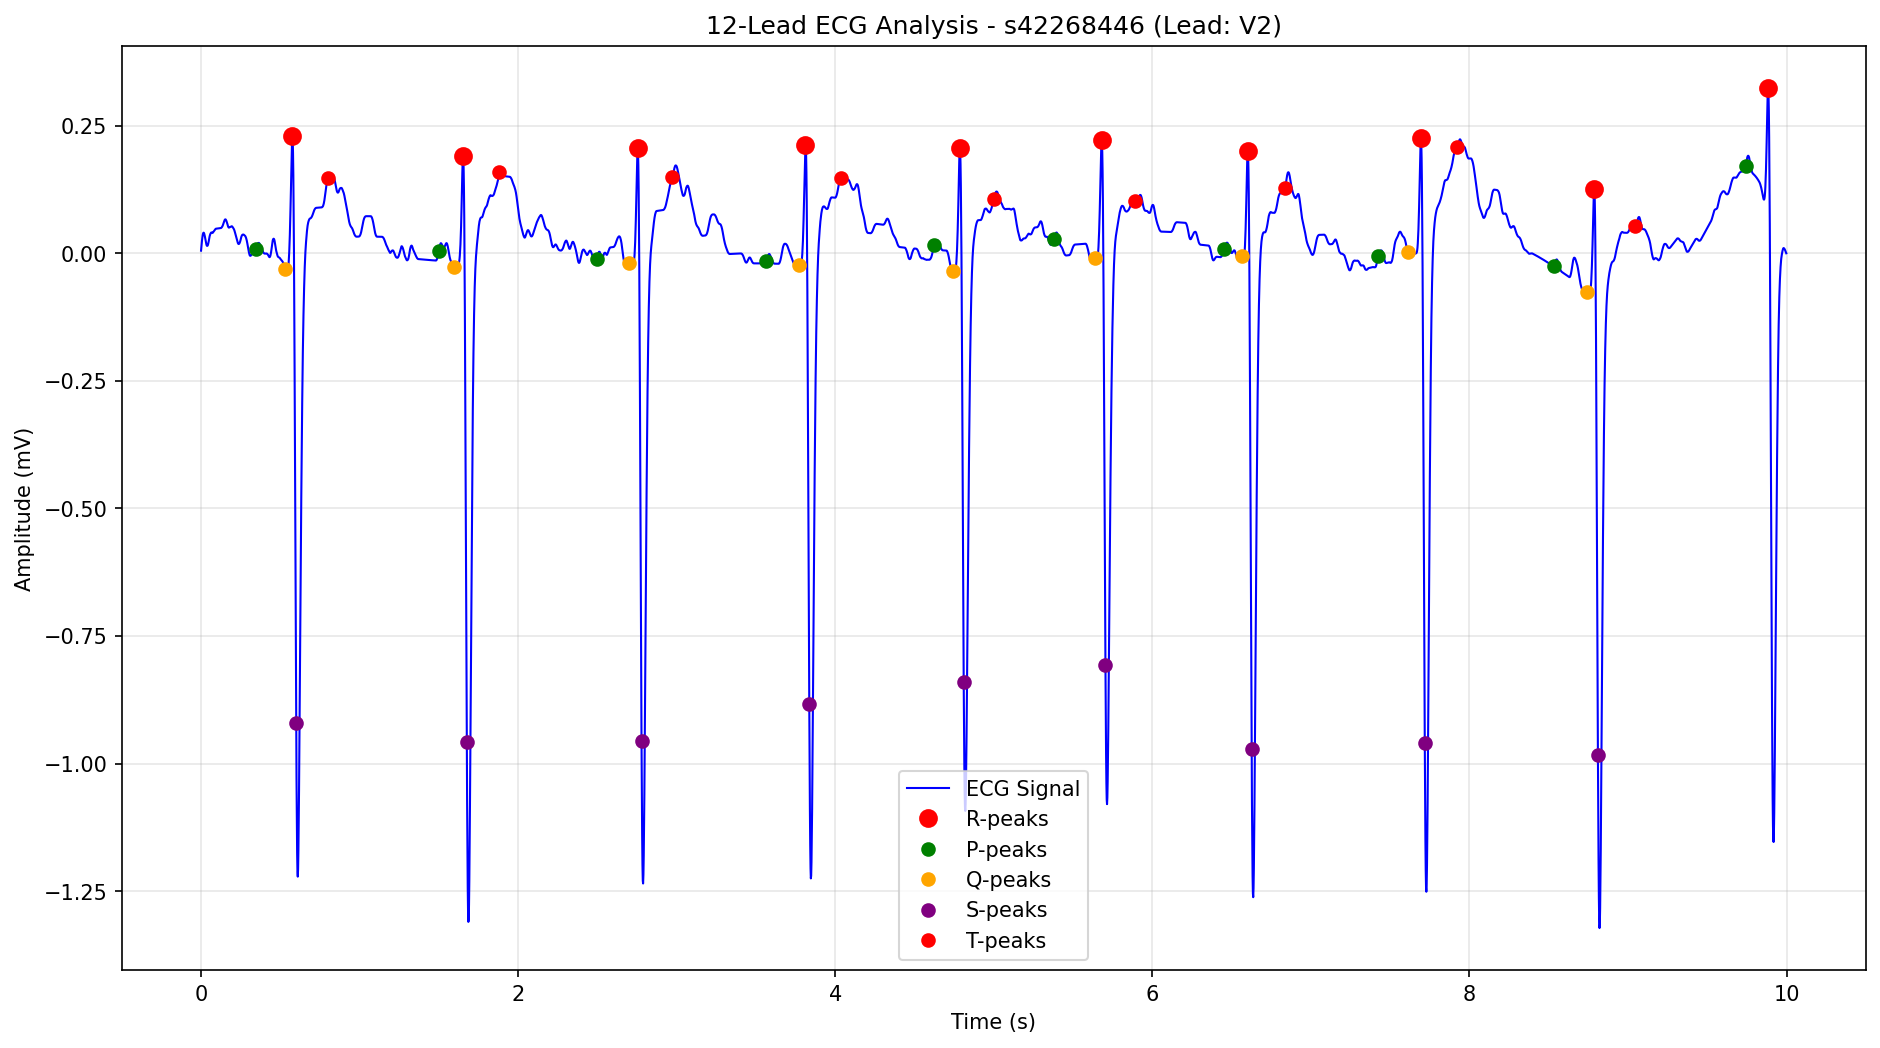 12-Lead ECG Analysis - s42268446 (Lead: V2)
0.25
0.00
−0.25
−0.50
−0.75
−1.00
−1.25
Amplitude (mV)
ECG Signal
R-peaks
P-peaks
Q-peaks
S-peaks
T-peaks
0 2 4 6 8 10
Time (s)